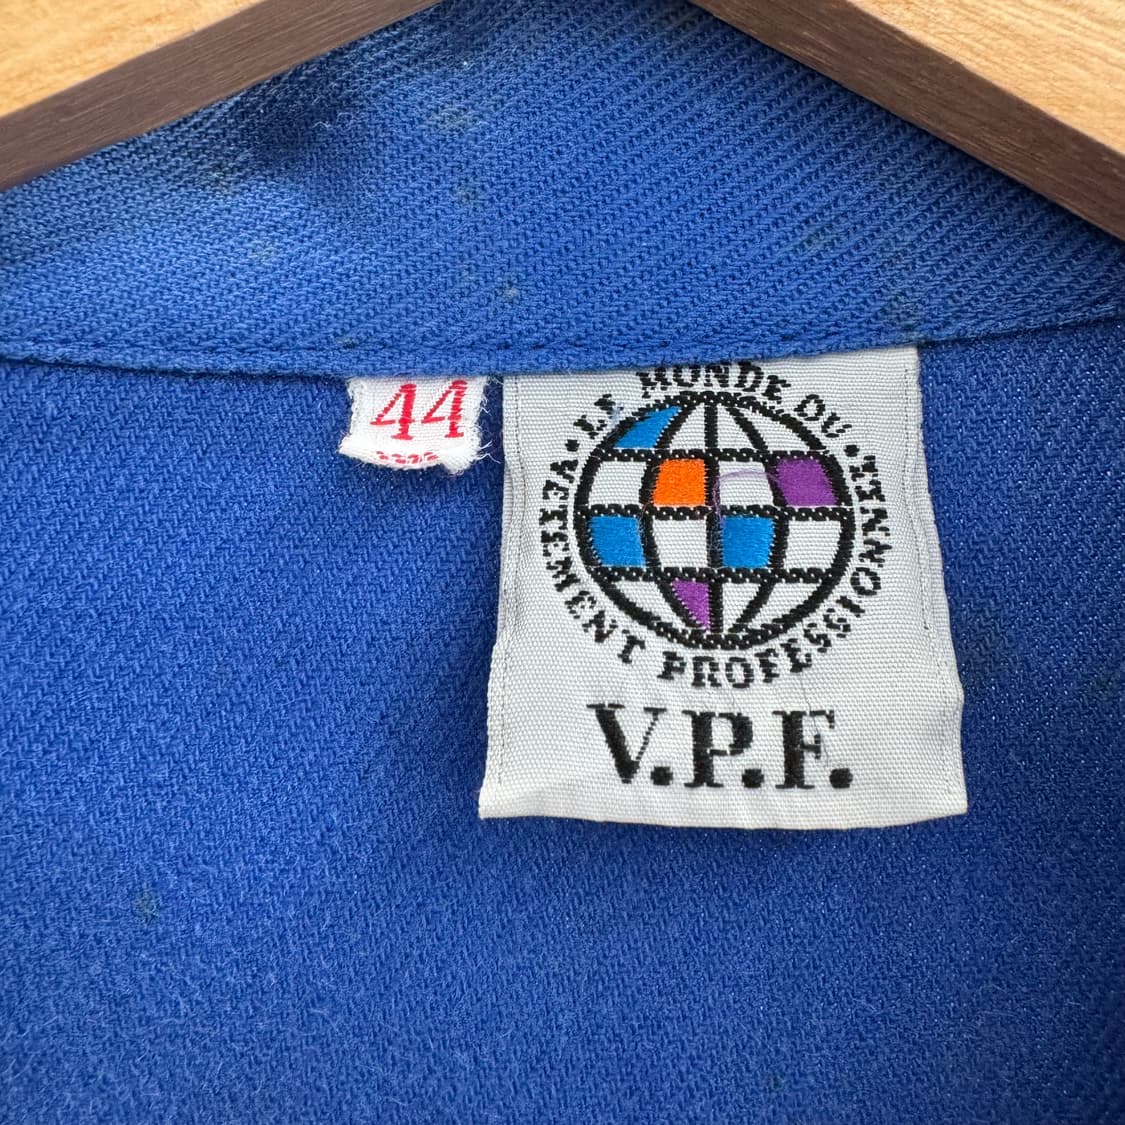 44
• LE MONDE DU •
VETEMENT PROFESSIONNEL
V.P.F.